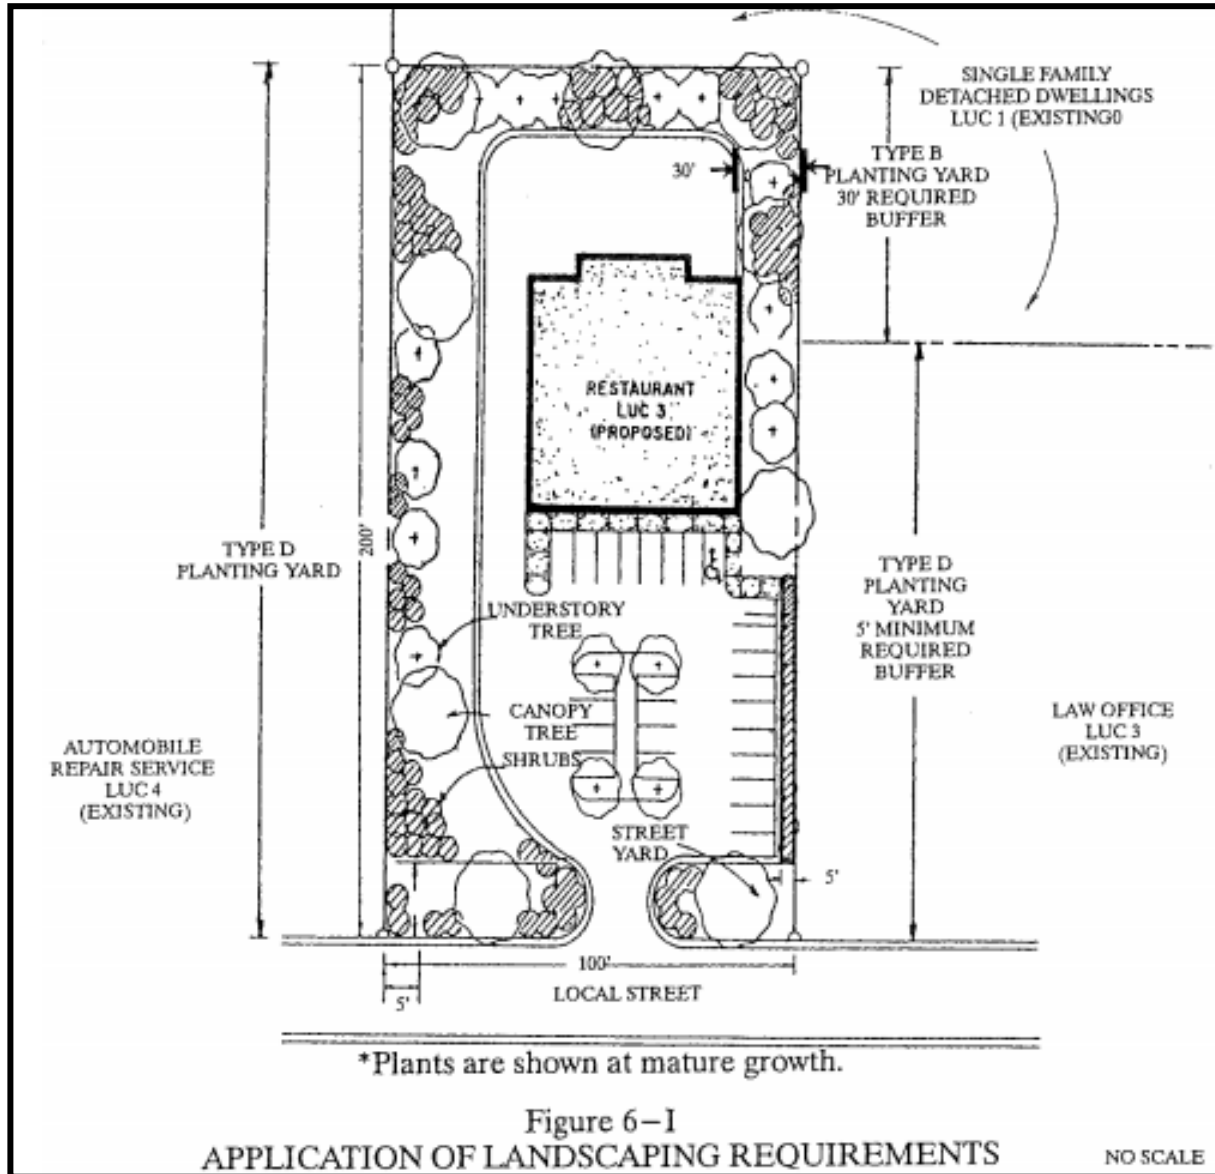 SINGLE FAMILY
DETACHED DWELLINGS
LUC 1 (EXISTING0
TYPE B
PLANTING YARD
30' REQUIRED
BUFFER
30'
RESTAURANT
LUC 3
(PROPOSED)
200'
TYPE D
PLANTING YARD
TYPE D
PLANTING
YARD
5' MINIMUM
REQUIRED
BUFFER
UNDERSTORY
TREE
CANOPY
TREE
SHRUBS
LAW OFFICE
LUC 3
(EXISTING)
AUTOMOBILE
REPAIR SERVICE
LUC 4
(EXISTING)
STREET
YARD
5'
100'
5'
LOCAL STREET
*Plants are shown at mature growth.
Figure 6-I
APPLICATION OF LANDSCAPING REQUIREMENTS
NO SCALE